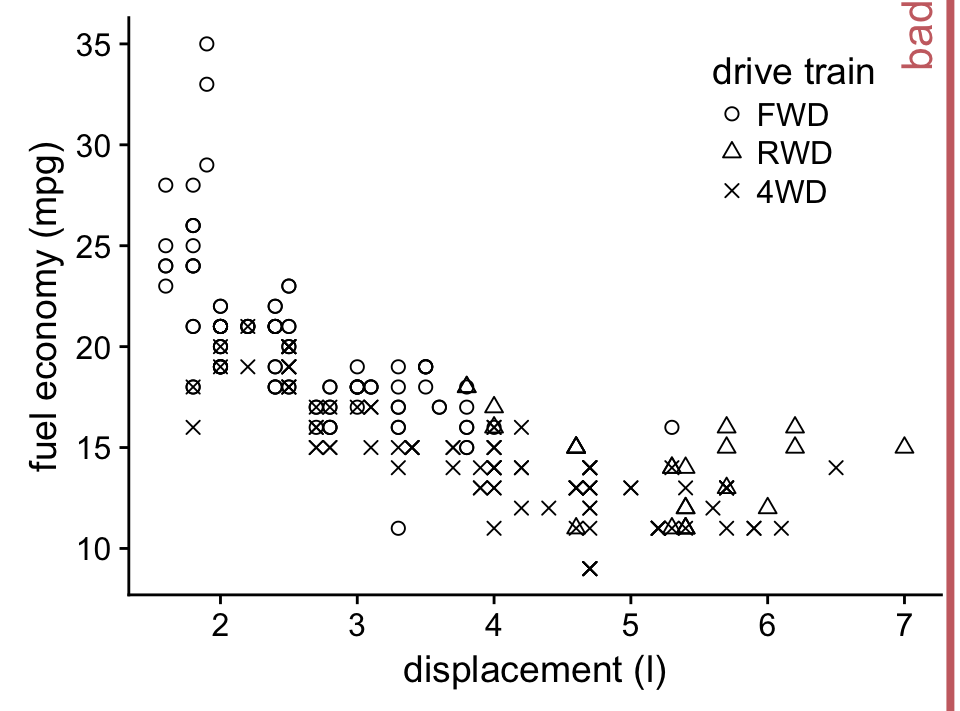 bad
drive train
FWD
RWD
4WD
fuel economy (mpg)
35
30
25
20
15
10
2 3 4 5 6 7
displacement (l)